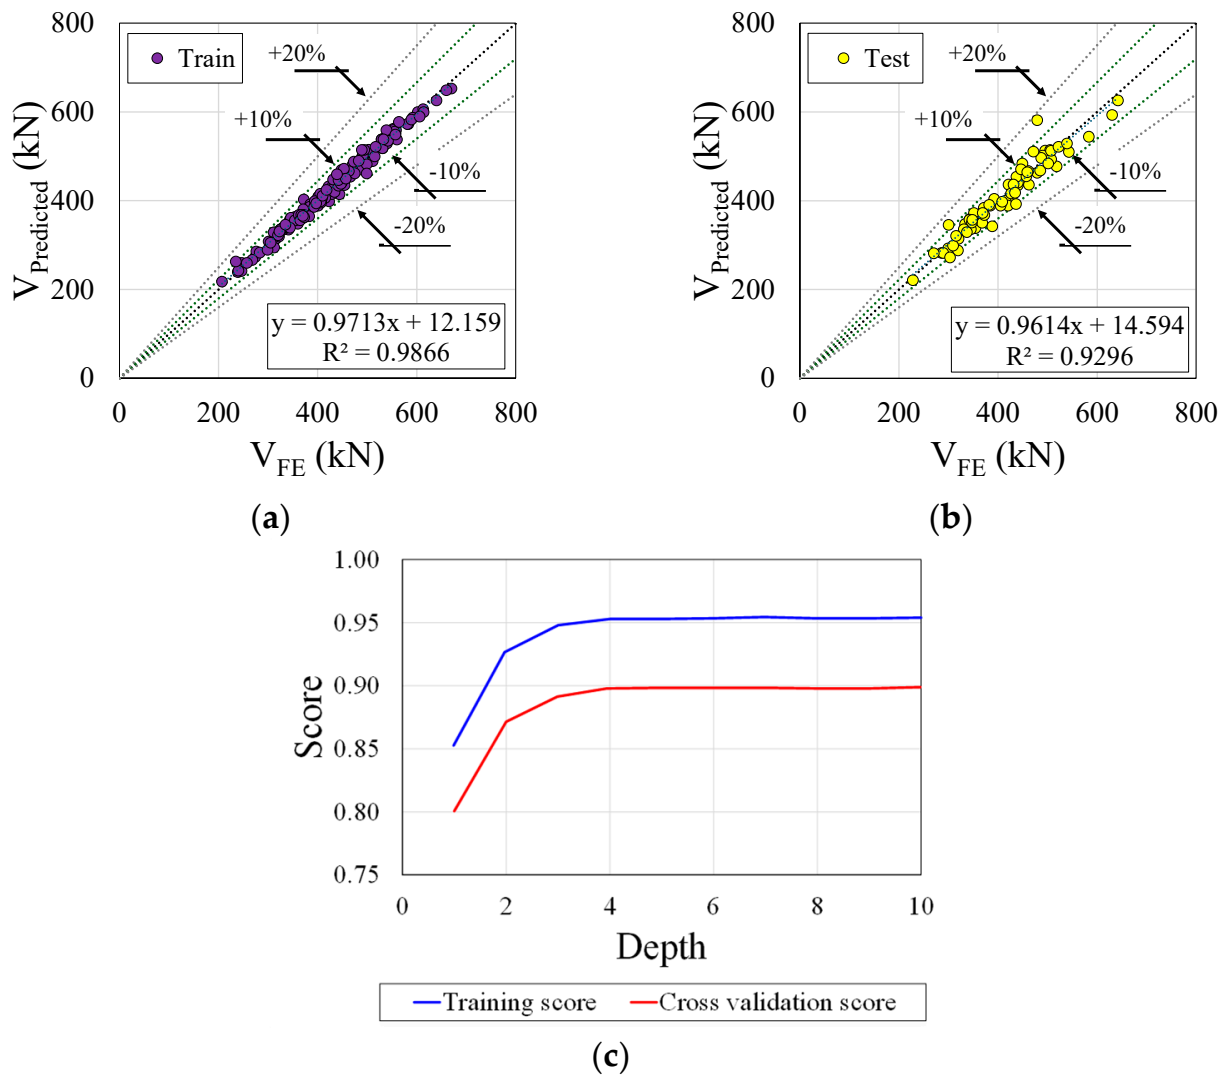 800
600
400
200
0
0 200 400 600 800
V_Predicted (kN)
V_FE (kN)
Train
+20%
+10%
-10%
-20%
y = 0.9713x + 12.159
R² = 0.9866
(a)
800
600
400
200
0
0 200 400 600 800
V_Predicted (kN)
V_FE (kN)
Test
+20%
+10%
-10%
-20%
y = 0.9614x + 14.594
R² = 0.9296
(b)
1.00
0.95
0.90
0.85
0.80
0.75
0 2 4 6 8 10
Score
Depth
Training score Cross validation score
(c)